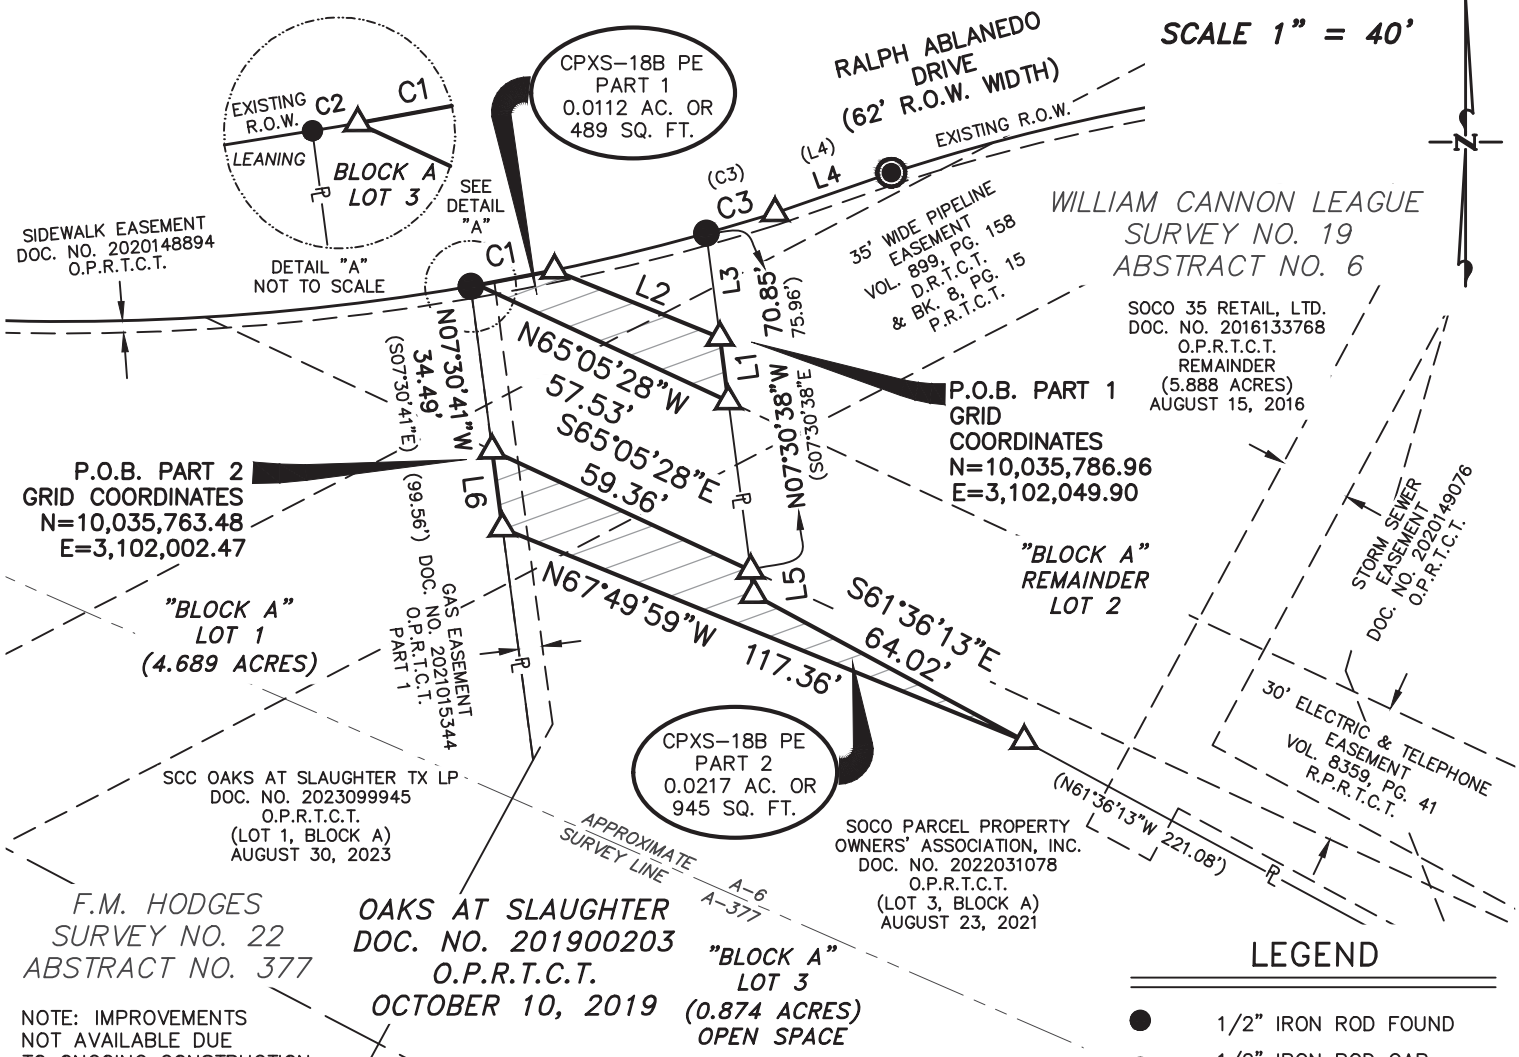 SCALE 1" = 40'
CPXS-18B PE
PART 1
0.0112 AC. OR
489 SQ. FT.
RALPH ABLANEDO
DRIVE
(62' R.O.W. WIDTH)
EXISTING R.O.W.
EXISTING
R.O.W.
C2
C1
LEANING
BLOCK A
LOT 3
PL
DETAIL "A"
NOT TO SCALE
SEE
DETAIL
"A"
SIDEWALK EASEMENT
DOC. NO. 2020148894
O.P.R.T.C.T.
C1
(C3)
C3
(L4)
L4
N
L2
L3
L1
70.85'
75.96')
N07°30'38"W
(S07°30'38"E
35' WIDE PIPELINE
EASEMENT
VOL. 899, PG. 158
D.R.T.C.T.
& BK. 8, PG. 15
P.R.T.C.T.
WILLIAM CANNON LEAGUE
SURVEY NO. 19
ABSTRACT NO. 6
SOCO 35 RETAIL, LTD.
DOC. NO. 2016133768
O.P.R.T.C.T.
REMAINDER
(5.888 ACRES)
AUGUST 15, 2016
N65°05'28"W
57.53'
S65°05'28"E
59.36'
N07°30'41"W
34.49'
(S07°30'41"E)
(99.56')
P.O.B. PART 1
GRID
COORDINATES
N=10,035,786.96
E=3,102,049.90
P.O.B. PART 2
GRID COORDINATES
N=10,035,763.48
E=3,102,002.47
L6
PL
L5
N67°49'59"W
117.36'
S61°36'13"E
64.02'
"BLOCK A"
REMAINDER
LOT 2
STORM SEWER
EASEMENT
DOC. NO. 2020149076
O.P.R.T.C.T.
"BLOCK A"
LOT 1
(4.689 ACRES)
GAS EASEMENT
DOC. NO. 2021015344
O.P.R.T.C.T.
PART 1
PL
30' ELECTRIC & TELEPHONE
EASEMENT
VOL. 8359, PG. 41
R.P.R.T.C.T.
CPXS-18B PE
PART 2
0.0217 AC. OR
945 SQ. FT.
(N61°36'13"W 221.08')
PL
SCC OAKS AT SLAUGHTER TX LP
DOC. NO. 2023099945
O.P.R.T.C.T.
(LOT 1, BLOCK A)
AUGUST 30, 2023
APPROXIMATE
SURVEY LINE
A-6
A-377
SOCO PARCEL PROPERTY
OWNERS' ASSOCIATION, INC.
DOC. NO. 2022031078
O.P.R.T.C.T.
(LOT 3, BLOCK A)
AUGUST 23, 2021
F.M. HODGES
SURVEY NO. 22
ABSTRACT NO. 377
OAKS AT SLAUGHTER
DOC. NO. 201900203
O.P.R.T.C.T.
OCTOBER 10, 2019
"BLOCK A"
LOT 3
(0.874 ACRES)
OPEN SPACE
LEGEND
1/2" IRON ROD FOUND
NOTE: IMPROVEMENTS
NOT AVAILABLE DUE
TO ONGOING CONSTRUCTION
1/2" IRON ROD CAP